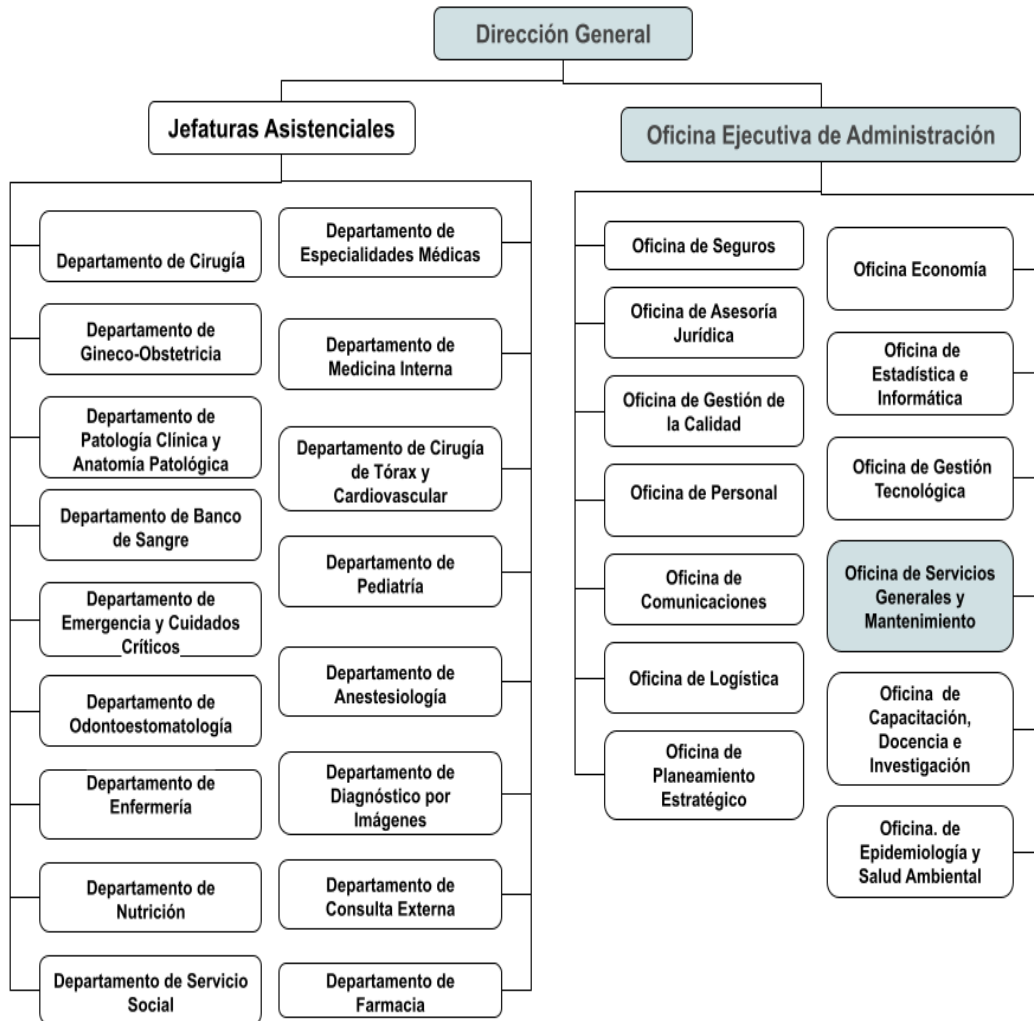 Dirección General
Jefaturas Asistenciales
Oficina Ejecutiva de Administración
Departamento de Cirugía
Departamento de
Gineco-Obstetricia
Departamento de
Patología Clínica y
Anatomía Patológica
Departamento de Banco
de Sangre
Departamento de
Emergencia y Cuidados
Críticos
Departamento de
Odontoestomatología
Departamento de
Enfermería
Departamento de
Nutrición
Departamento de Servicio
Social
Departamento de
Especialidades Médicas
Departamento de
Medicina Interna
Departamento de Cirugía
de Tórax y
Cardiovascular
Departamento de
Pediatría
Departamento de
Anestesiología
Departamento de
Diagnóstico por
Imágenes
Departamento de
Consulta Externa
Departamento de
Farmacia
Oficina de Seguros
Oficina de Asesoría
Jurídica
Oficina de Gestión de
la Calidad
Oficina de Personal
Oficina de
Comunicaciones
Oficina de Logística
Oficina de
Planeamiento
Estratégico
Oficina Economía
Oficina de
Estadística e
Informática
Oficina de Gestión
Tecnológica
Oficina de Servicios
Generales y
Mantenimiento
Oficina de
Capacitación,
Docencia e
Investigación
Oficina. de
Epidemiología y
Salud Ambiental